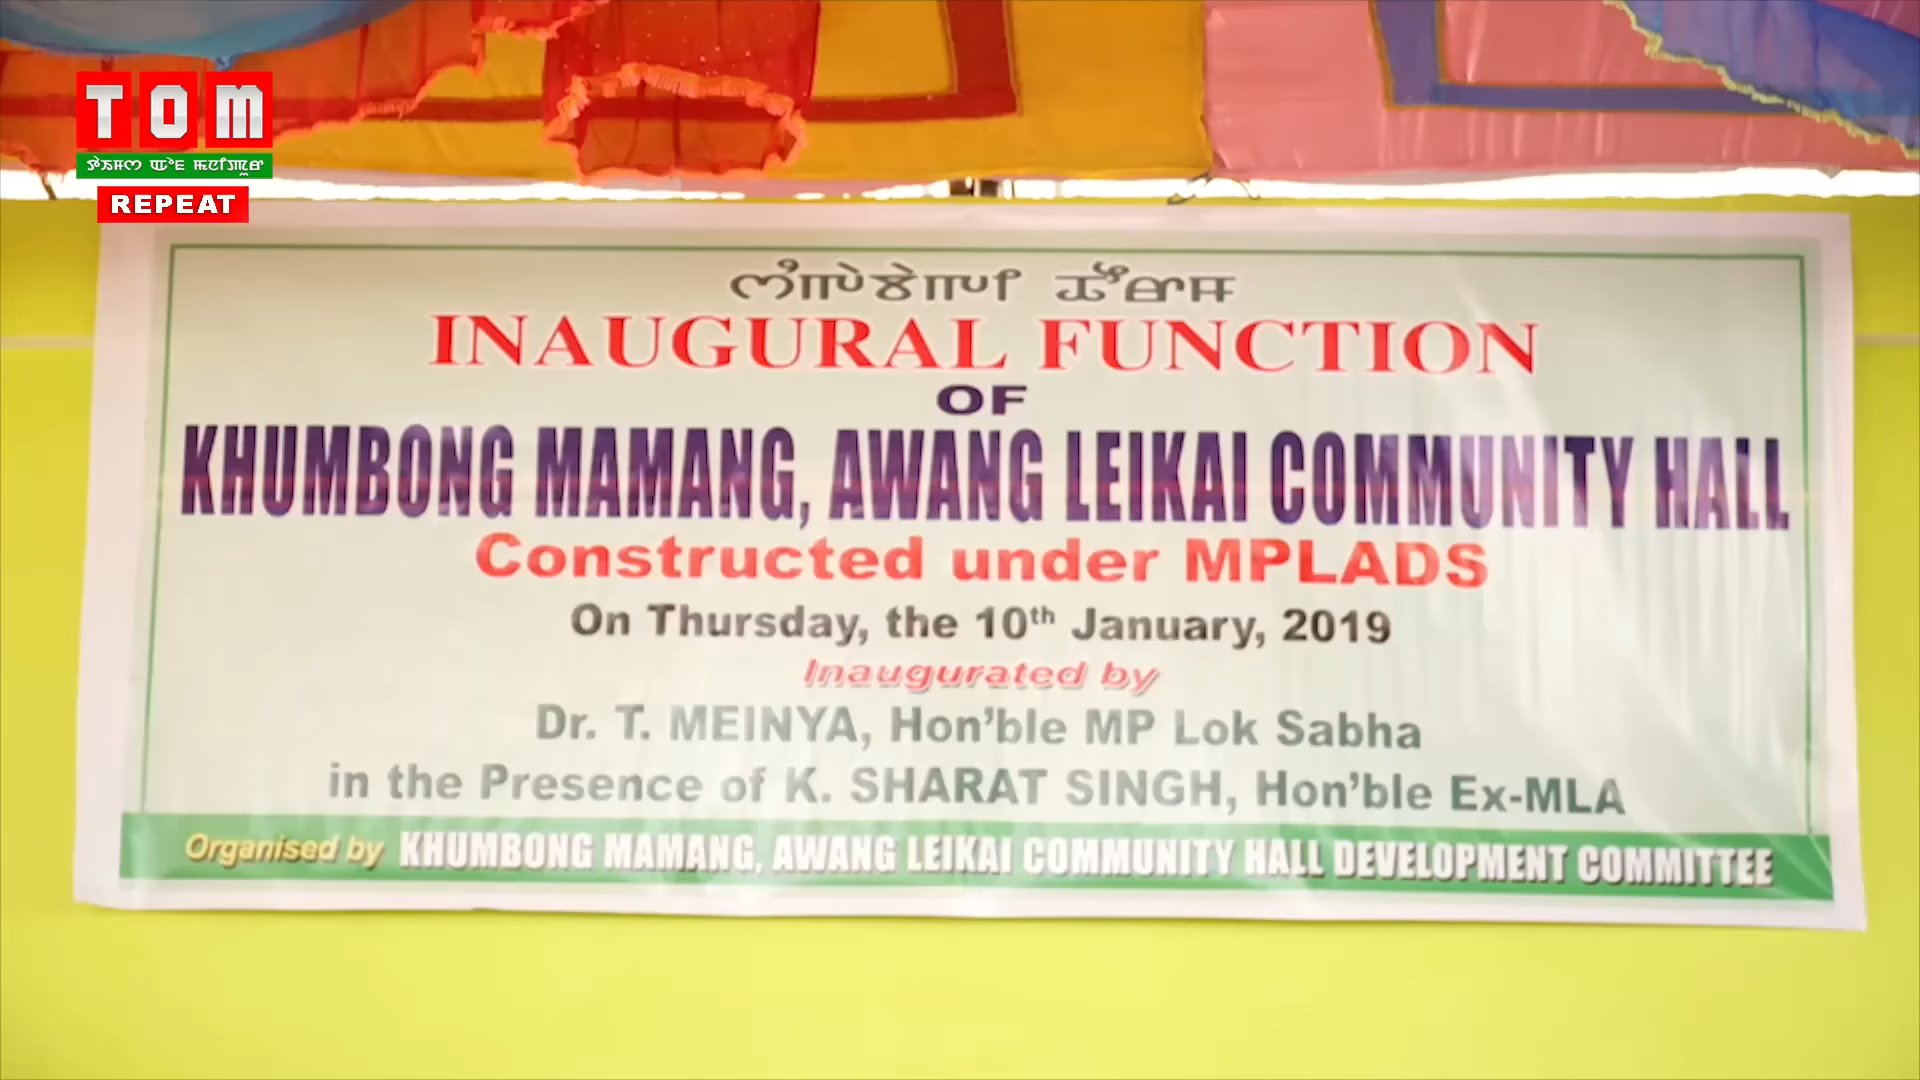 TOM
REPEAT
INAUGURAL FUNCTION
OF
KHUMBONG MAMANG, AWANG LEIKAI COMMUNITY HALL
Constructed under MPLADS
On Thursday, the 10th January, 2019
Inaugurated by
Dr. T. MEINYA, Hon'ble MP Lok Sabha
in the Presence of K. SHARAT SINGH, Hon'ble Ex-MLA
Organised by KHUMBONG MAMANG, AWANG LEIKAI COMMUNITY HALL DEVELOPMENT COMMITTEE